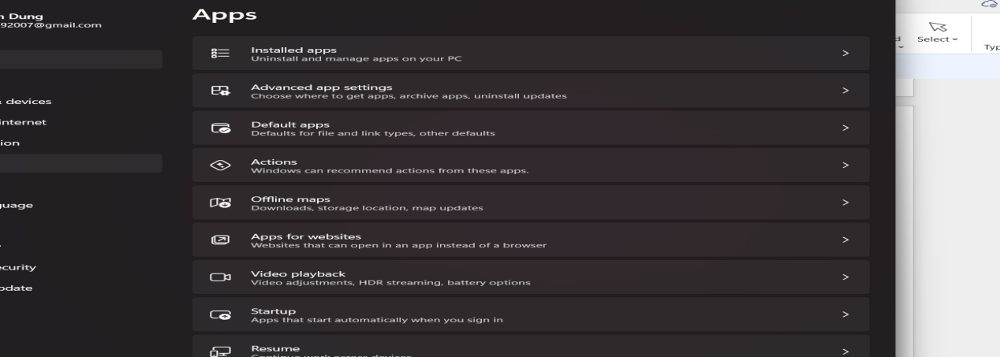 n Dung
92007@gmail.com
& devices
internet
ion
guage
ecurity
pdate
Apps
Installed apps
Uninstall and manage apps on your PC
Advanced app settings
Choose where to get apps, archive apps, uninstall updates
Default apps
Defaults for file and link types, other defaults
Actions
Windows can recommend actions from these apps.
Offline maps
Downloads, storage location, map updates
Apps for websites
Websites that can open in an app instead of a browser
Video playback
Video adjustments, HDR streaming, battery options
Startup
Apps that start automatically when you sign in
Resume
Continue work across devices
d
Select
Typ